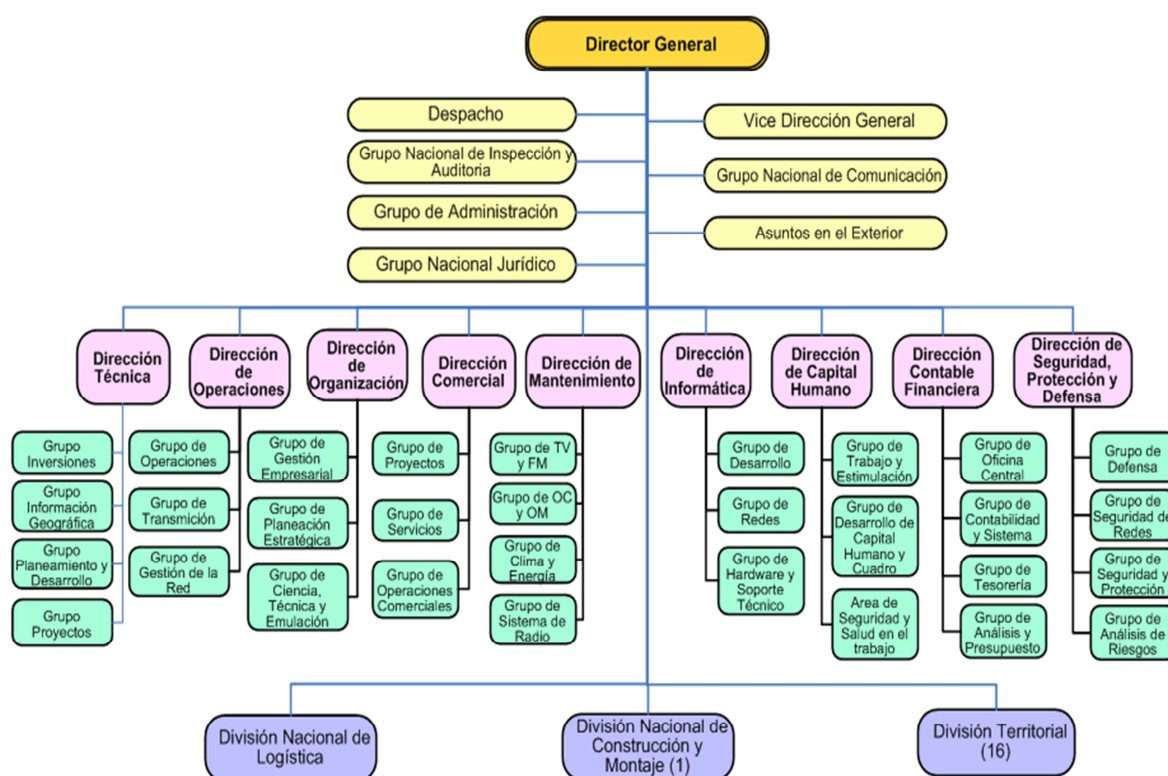 Director General
Despacho
Vice Dirección General
Grupo Nacional de Inspección y
Auditoria
Grupo Nacional de Comunicación
Grupo de Administración
Asuntos en el Exterior
Grupo Nacional Jurídico
Dirección
Técnica
Dirección
de
Operaciones
Dirección
de
Organización
Dirección
Comercial
Dirección de
Mantenimiento
Dirección
de
Informática
Dirección
de Capital
Humano
Dirección
Contable
Financiera
Dirección de
Seguridad,
Protección y
Defensa
Grupo
Inversiones
Grupo
Información
Geográfica
Grupo
Planeamiento y
Desarrollo
Grupo
Proyectos
Grupo de
Operaciones
Grupo de
Transmición
Grupo de
Gestión de la
Red
Grupo de
Gestión
Empresarial
Grupo de
Planeación
Estratégica
Grupo de
Ciencia,
Técnica y
Emulación
Grupo de
Proyectos
Grupo de
Servicios
Grupo de
Operaciones
Comerciales
Grupo de TV
y FM
Grupo de OC
y OM
Grupo de
Clima y
Energía
Grupo de
Sistema de
Radio
Grupo de
Desarrollo
Grupo de
Redes
Grupo de
Hardware y
Soporte
Técnico
Grupo de
Trabajo y
Estimulación
Grupo de
Desarrollo de
Capital
Humano y
Cuadro
Area de
Seguridad y
Salud en el
trabajo
Grupo de
Oficina
Central
Grupo de
Contabilidad
y Sistema
Grupo de
Tesorería
Grupo de
Análisis y
Presupuesto
Grupo de
Defensa
Grupo de
Seguridad de
Redes
Grupo de
Seguridad y
Protección
Grupo de
Análisis de
Riesgos
División Nacional de
Logística
División Nacional de
Construcción y
Montaje (1)
División Territorial
(16)